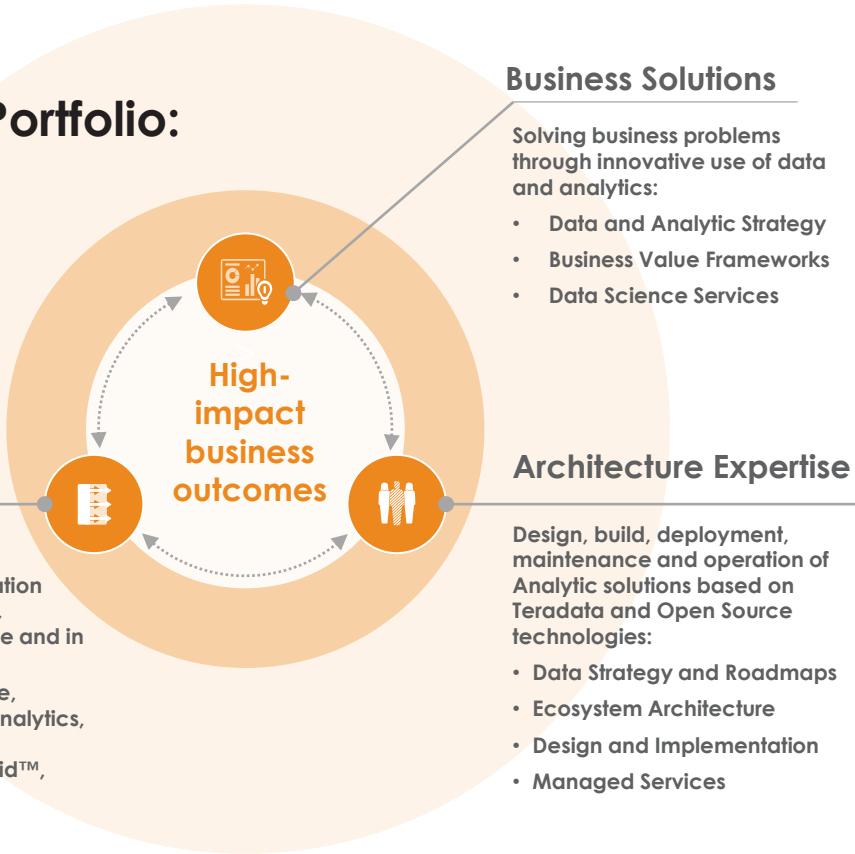 Portfolio:
Business Solutions
Solving business problems
through innovative use of data
and analytics:
• Data and Analytic Strategy
• Business Value Frameworks
• Data Science Services
High-
impact
business
outcomes
Architecture Expertise
Design, build, deployment,
maintenance and operation of
Analytic solutions based on
Teradata and Open Source
technologies:
• Data Strategy and Roadmaps
• Ecosystem Architecture
• Design and Implementation
• Managed Services
e and in